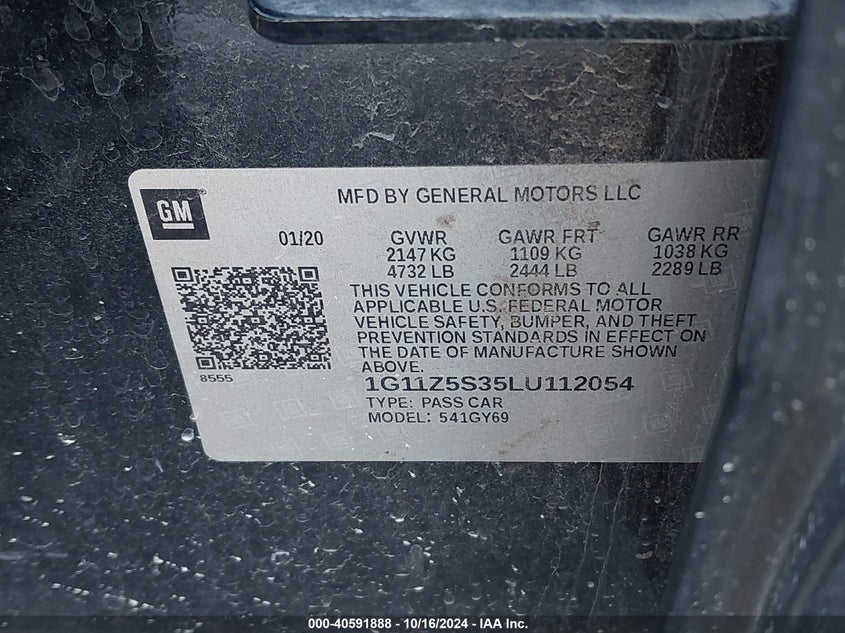 GM
MFD BY GENERAL MOTORS LLC
01/20 GVWR GAWR FRT GAWR RR
2147 KG 1109 KG 1038 KG
4732 LB 2444 LB 2289 LB
THIS VEHICLE CONFORMS TO ALL
APPLICABLE U.S. FEDERAL MOTOR
VEHICLE SAFETY, BUMPER, AND THEFT
PREVENTION STANDARDS IN EFFECT ON
THE DATE OF MANUFACTURE SHOWN
ABOVE.
8555
1G11Z5S35LU112054
TYPE: PASS CAR
MODEL: 541GY69
000-40591888 - 10/16/2024 - IAA Inc.